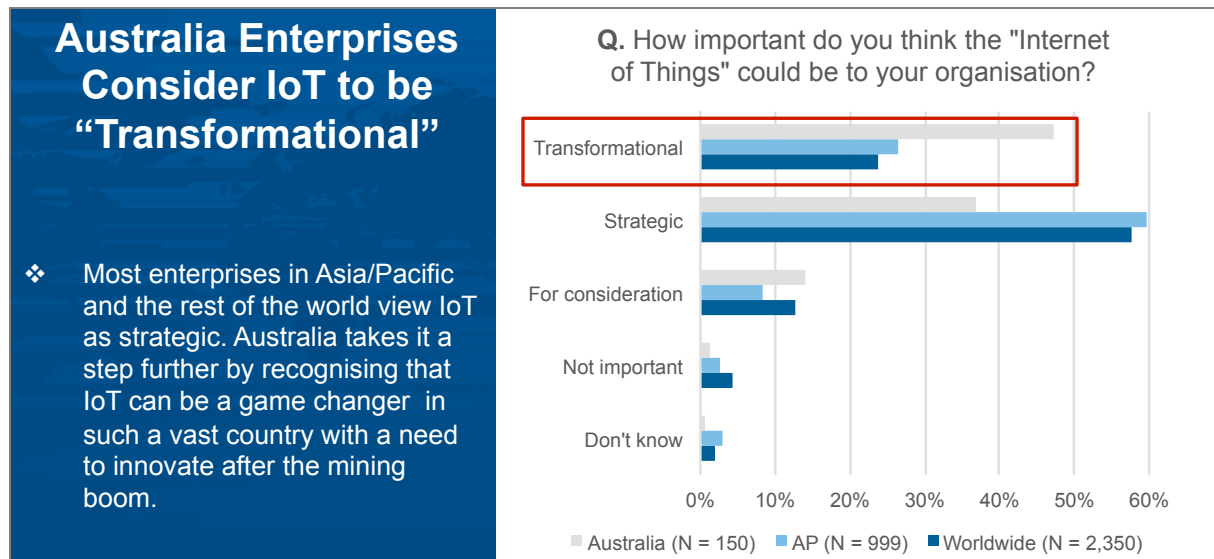 Australia Enterprises
Consider IoT to be
“Transformational”
❖ Most enterprises in Asia/Pacific
and the rest of the world view IoT
as strategic. Australia takes it a
step further by recognising that
IoT can be a game changer in
such a vast country with a need
to innovate after the mining
boom.
Q. How important do you think the "Internet
of Things" could be to your organisation?
Transformational
Strategic
For consideration
Not important
Don't know
0% 10% 20% 30% 40% 50% 60%
Australia (N = 150) AP (N = 999) Worldwide (N = 2,350)